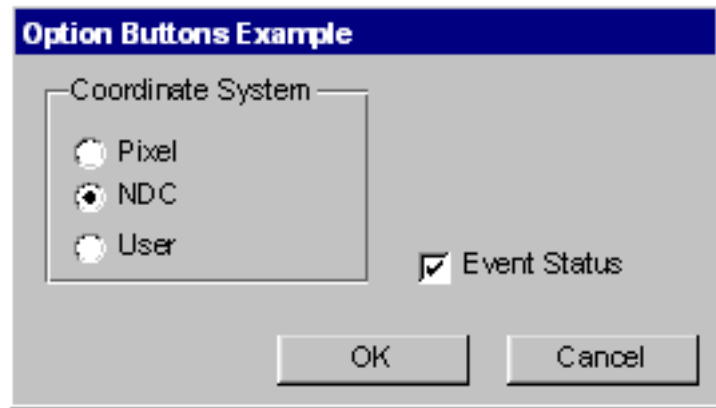 Option Buttons Example
Coordinate System
Pixel
NDC
User
Event Status
OK
Cancel